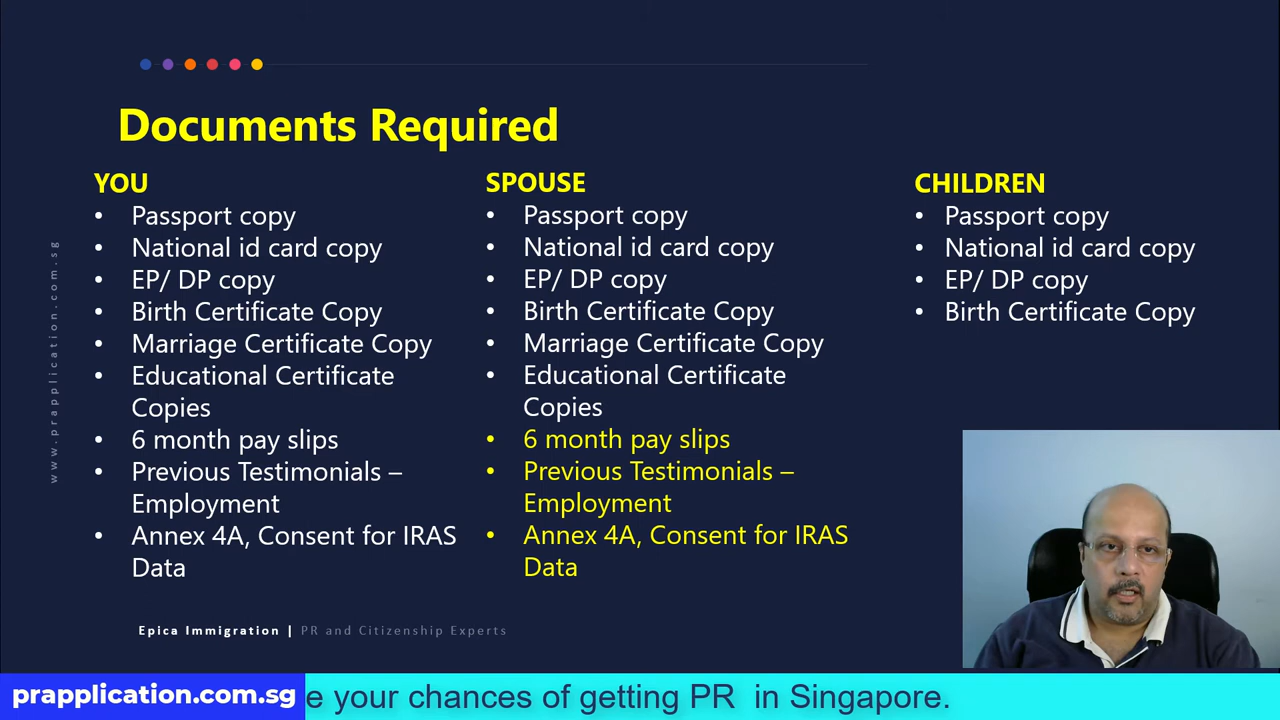 Documents Required
YOU
• Passport copy
• National id card copy
• EP/ DP copy
• Birth Certificate Copy
• Marriage Certificate Copy
• Educational Certificate
Copies
• 6 month pay slips
• Previous Testimonials –
Employment
• Annex 4A, Consent for IRAS
Data
SPOUSE
• Passport copy
• National id card copy
• EP/ DP copy
• Birth Certificate Copy
• Marriage Certificate Copy
• Educational Certificate
Copies
• 6 month pay slips
• Previous Testimonials –
Employment
• Annex 4A, Consent for IRAS
Data
CHILDREN
• Passport copy
• National id card copy
• EP/ DP copy
• Birth Certificate Copy
www.prapplication.com.sg
Epica Immigration | PR and Citizenship Experts
prapplication.com.sg
e your chances of getting PR in Singapore.